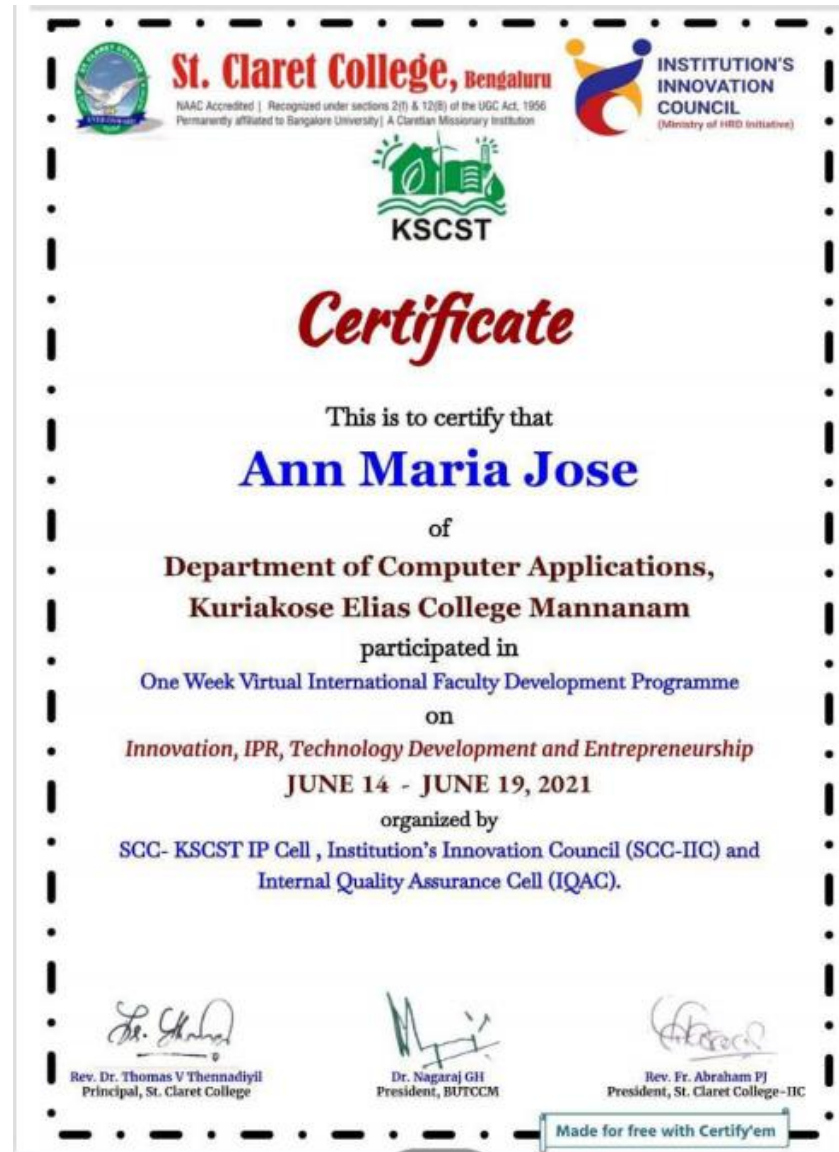 St. Claret College, Bengaluru
NAAC Accredited | Recognized under sections 2(f) & 12(B) of the UGC Act, 1956
Permanently affiliated to Bangalore University| A Claretian Missionary Institution
ST. CLARET COLLEGE
EVER ONWARD
INSTITUTION'S
INNOVATION
COUNCIL
(Ministry of HRD Initiative)
KSCST
Certificate
This is to certify that
Ann Maria Jose
of
Department of Computer Applications,
Kuriakose Elias College Mannanam
participated in
One Week Virtual International Faculty Development Programme
on
Innovation, IPR, Technology Development and Entrepreneurship
JUNE 14 - JUNE 19, 2021
organized by
SCC- KSCST IP Cell , Institution's Innovation Council (SCC-IIC) and
Internal Quality Assurance Cell (IQAC).
Rev. Dr. Thomas V Thennadiyil
Principal, St. Claret College
Dr. Nagaraj GH
President, BUTCCM
Rev. Fr. Abraham PJ
President, St. Claret College-IIC
Made for free with Certify'em